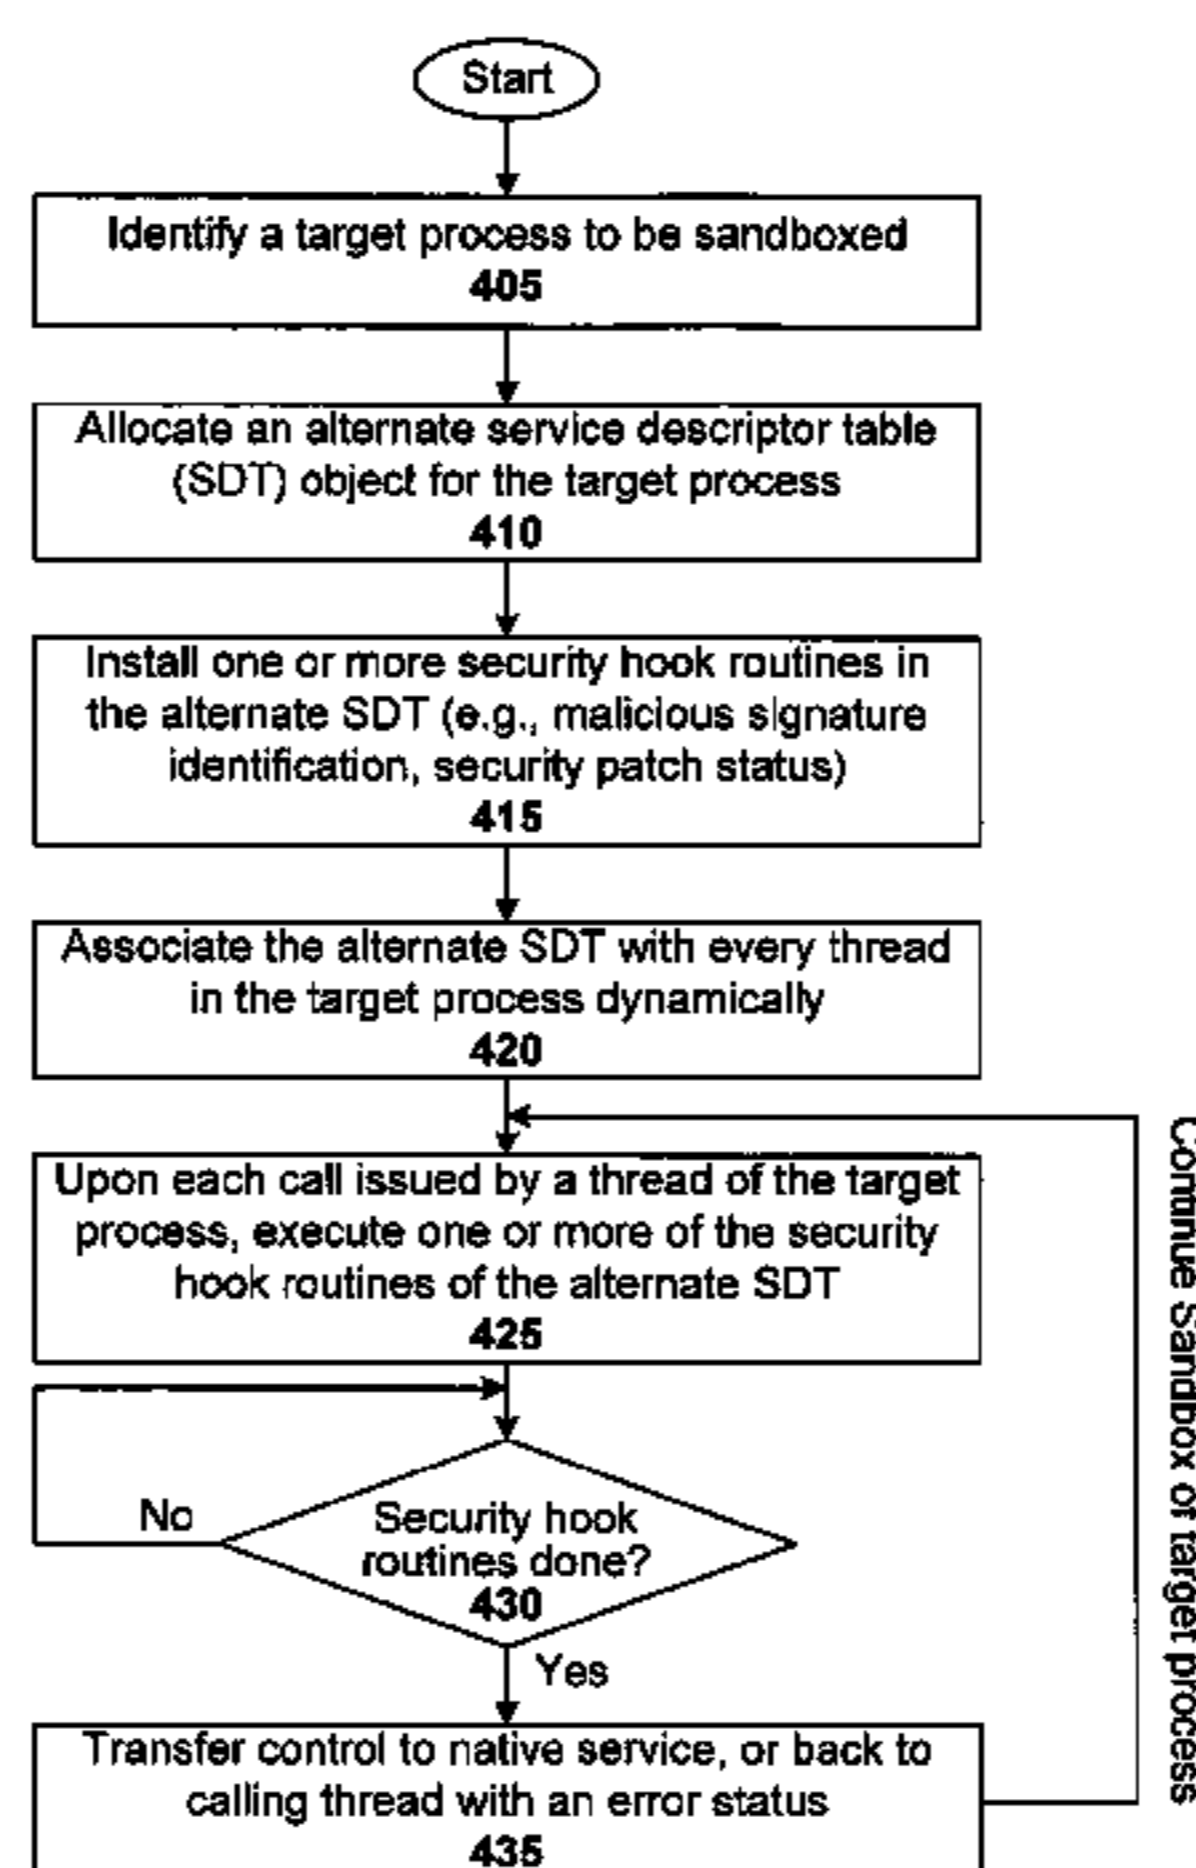 Start
Identify a target process to be sandboxed
405
Allocate an alternate service descriptor table
(SDT) object for the target process
410
Install one or more security hook routines in
the alternate SDT (e.g., malicious signature
identification, security patch status)
415
Associate the alternate SDT with every thread
in the target process dynamically
420
Upon each call issued by a thread of the target
process, execute one or more of the security
hook routines of the alternate SDT
425
No
Security hook
routines done?
430
Yes
Transfer control to native service, or back to
calling thread with an error status
435
Continue Sandbox of target process